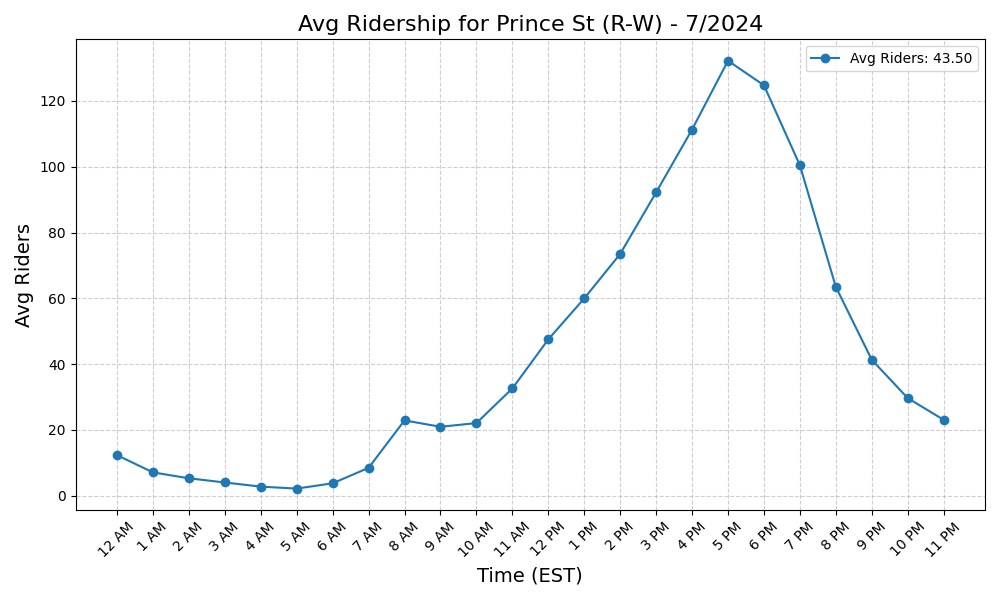 Avg Ridership for Prince St (R-W) - 7/2024
Avg Riders: 43.50
Avg Riders
120
100
80
60
40
20
0
12 AM
1 AM
2 AM
3 AM
4 AM
5 AM
6 AM
7 AM
8 AM
9 AM
10 AM
11 AM
12 PM
1 PM
2 PM
3 PM
4 PM
5 PM
6 PM
7 PM
8 PM
9 PM
10 PM
11 PM
Time (EST)